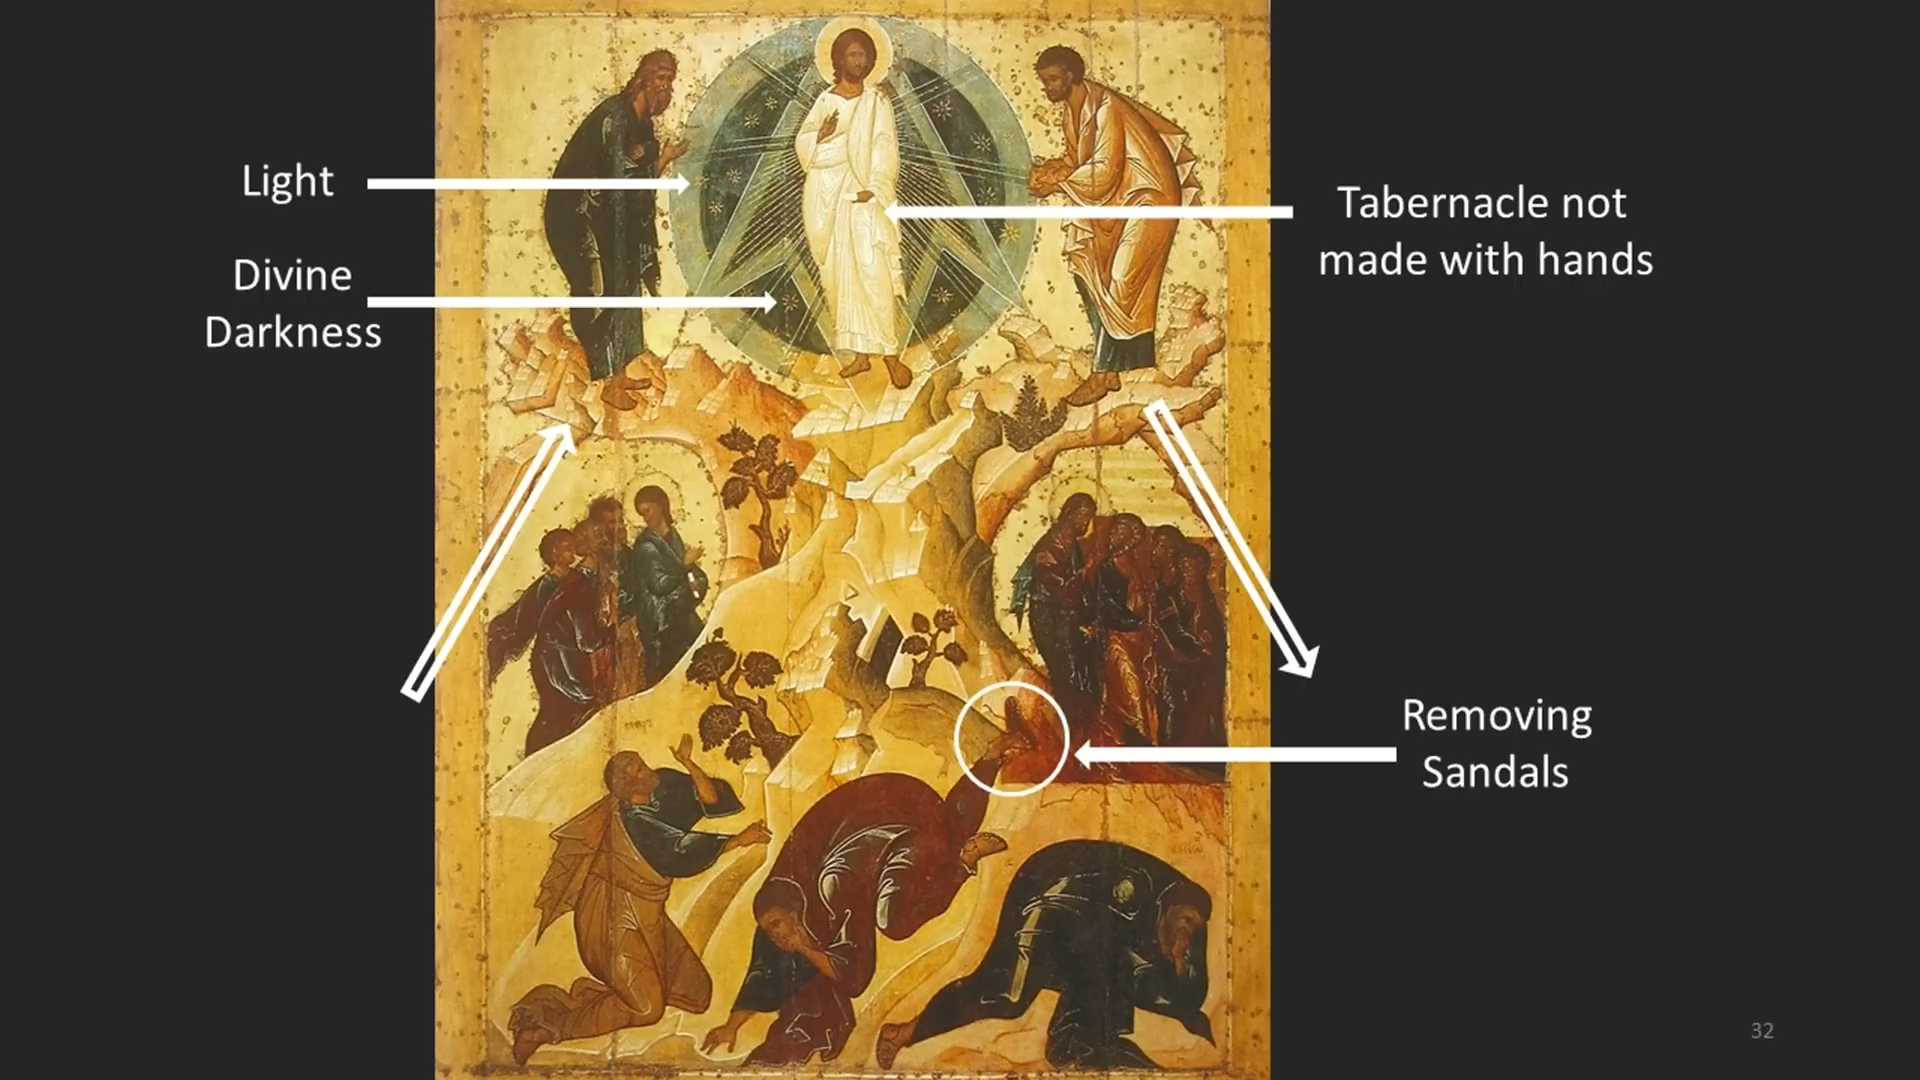 Light
Divine
Darkness
Tabernacle not
made with hands
Removing
Sandals
32